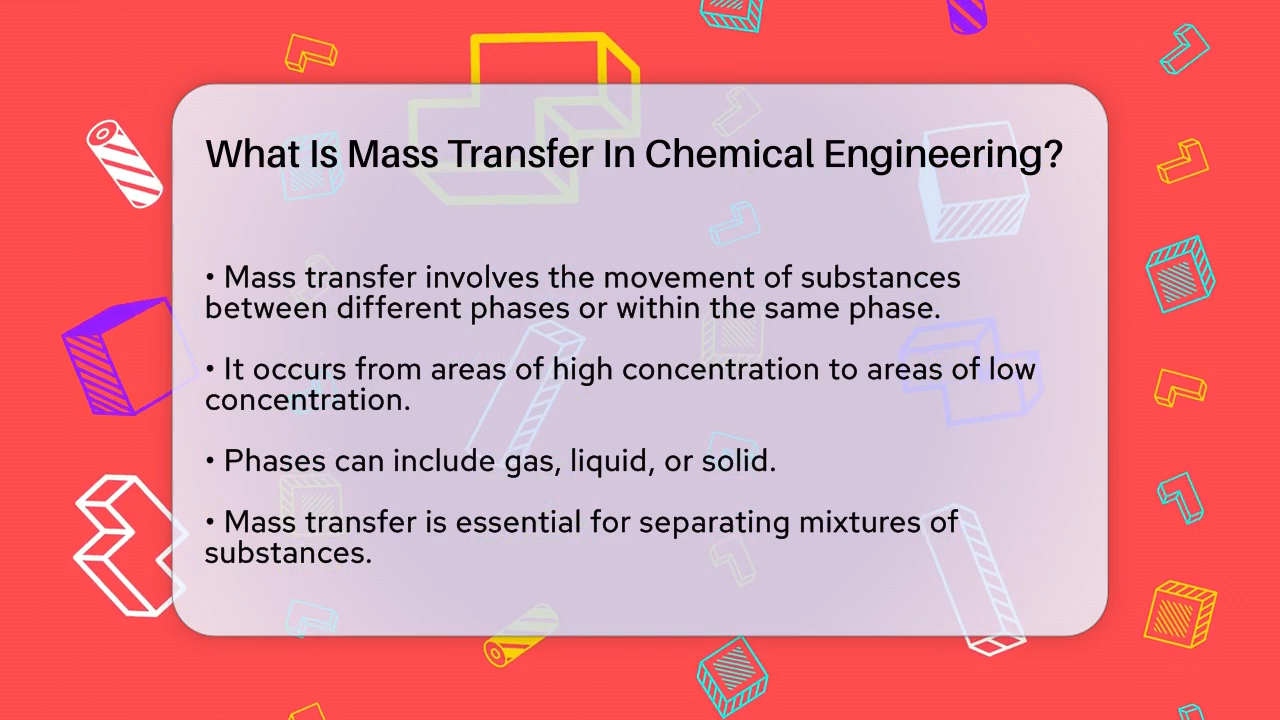 What Is Mass Transfer In Chemical Engineering?
• Mass transfer involves the movement of substances
between different phases or within the same phase.
• It occurs from areas of high concentration to areas of low
concentration.
• Phases can include gas, liquid, or solid.
• Mass transfer is essential for separating mixtures of
substances.